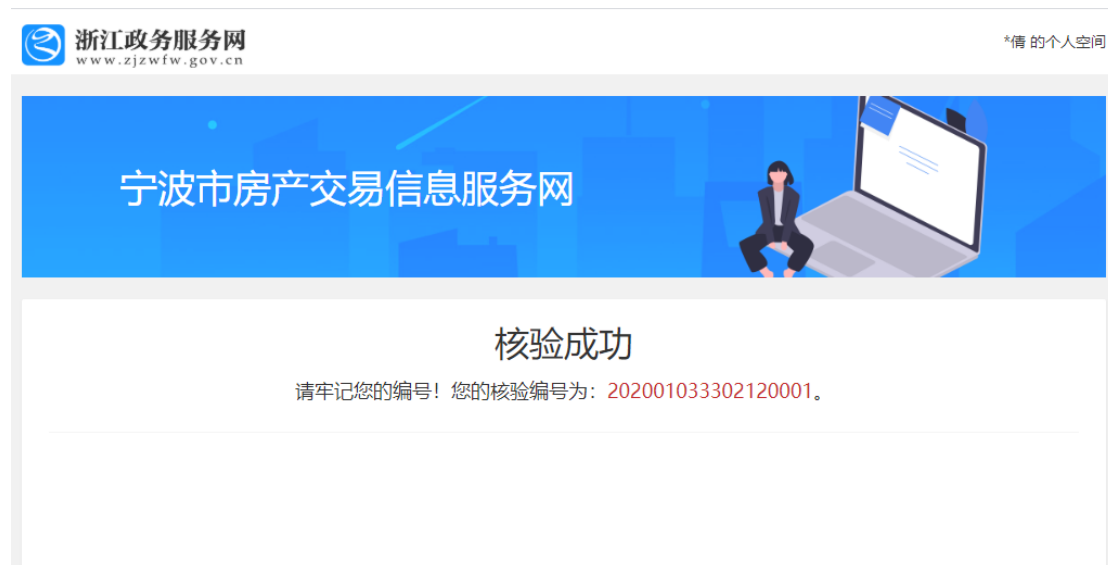 浙江政务服务网
www.zjzwfw.gov.cn
*倩 的个人空间
宁波市房产交易信息服务网
核验成功
请牢记您的编号！您的核验编号为：202001033302120001。